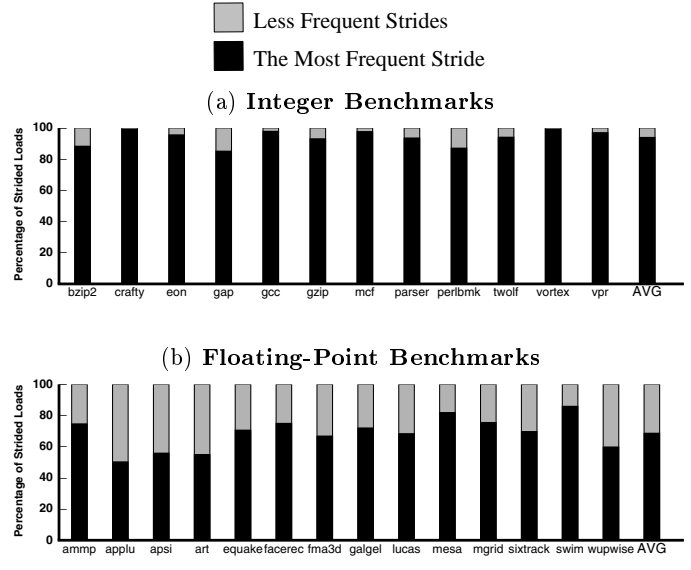 Less Frequent Strides
The Most Frequent Stride
(a) Integer Benchmarks
Percentage of Strided Loads
100
80
60
40
20
0
bzip2 crafty eon gap gcc gzip mcf parser perlbmk twolf vortex vpr AVG
(b) Floating-Point Benchmarks
Percentage of Strided Loads
100
80
60
40
20
0
ammp applu apsi art equake facerec fma3d galgel lucas mesa mgrid sixtrack swim wupwise AVG